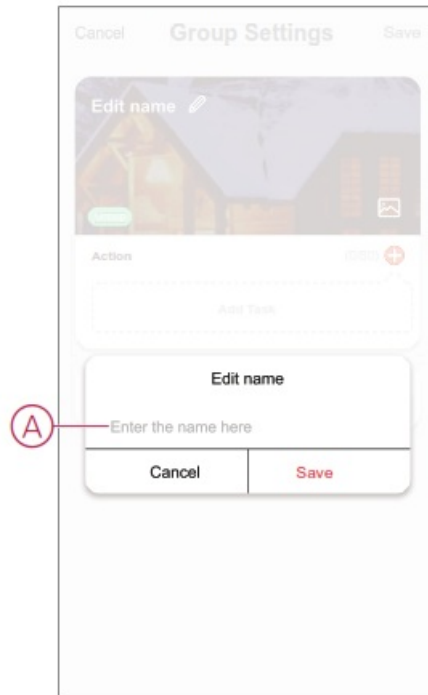 Cancel Group Settings Save
Edit name
Action
Add Task
Edit name
A Enter the name here
Cancel Save